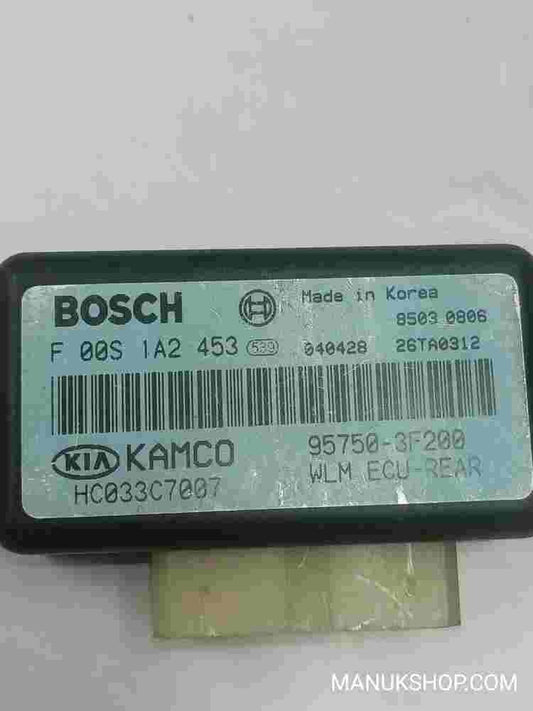 BOSCH
Made in Korea
8503 0806
F 00S 1A2 453 539 040428 26TA0312
KIA KAMCO 95750-3F200
HC033C7007 WLM ECU-REAR
MANUKSHOP.COM